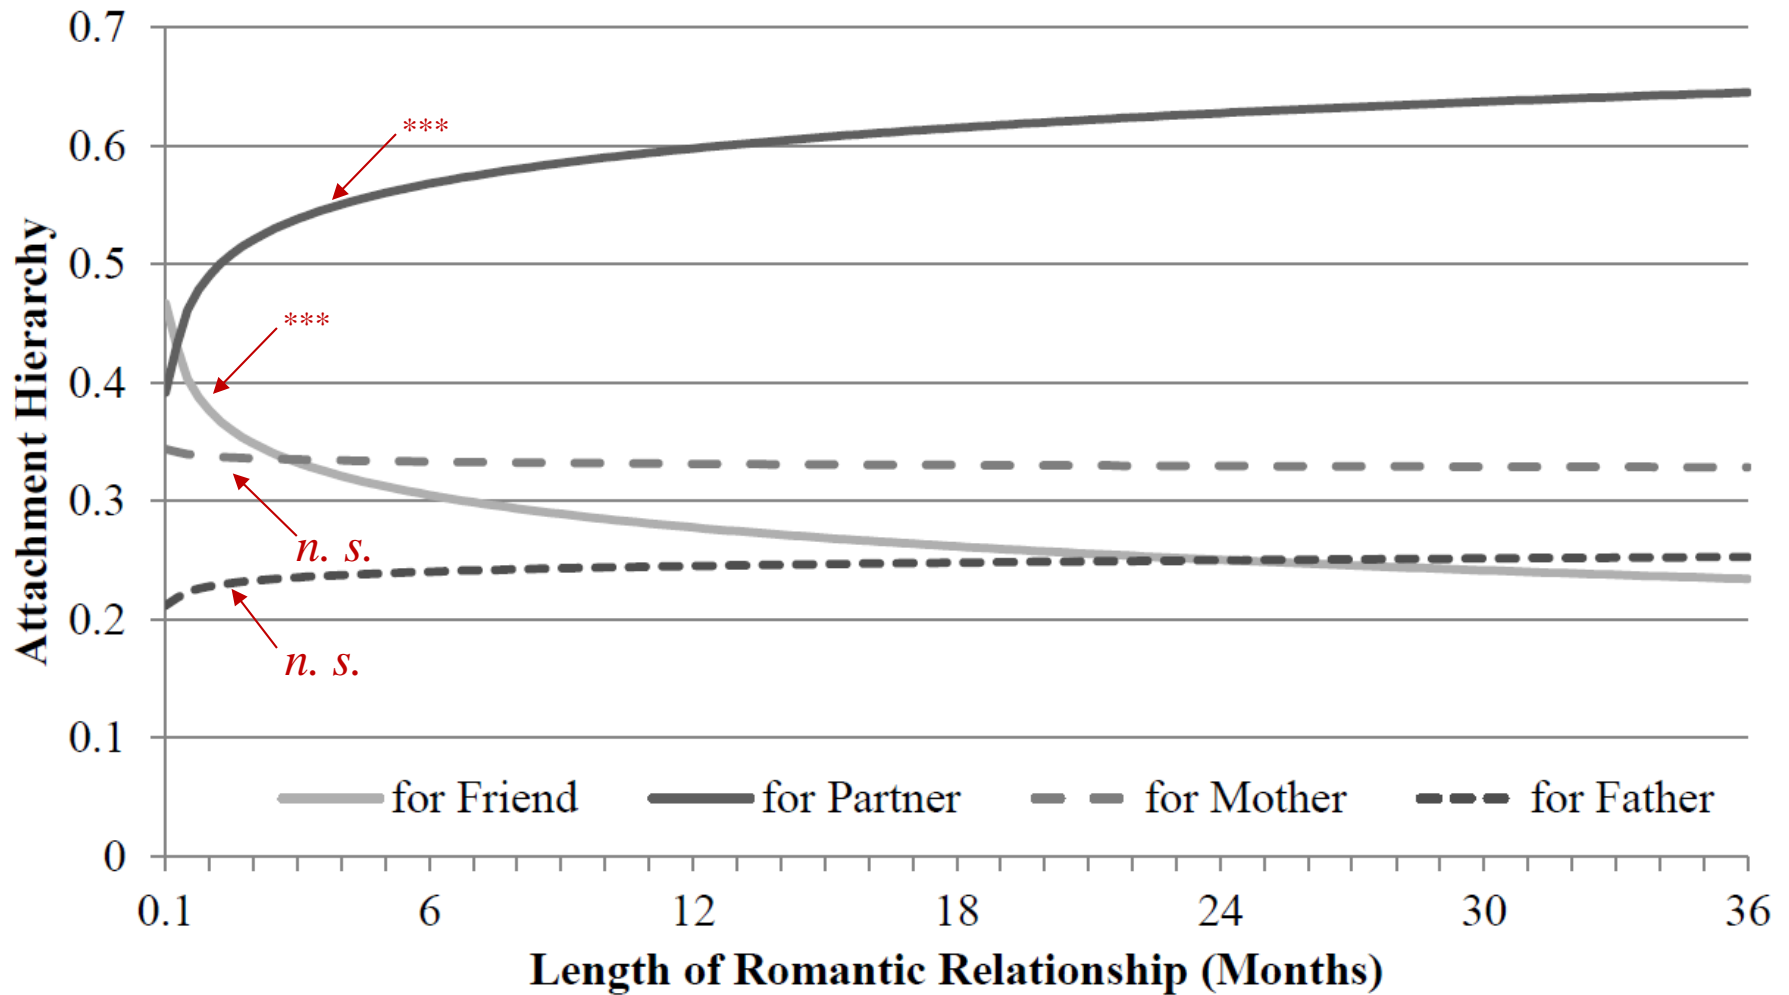 0.7
0.6
0.5
0.4
0.3
0.2
0.1
0
Attachment Hierarchy
***
***
n. s.
n. s.
for Friend for Partner for Mother for Father
0.1 6 12 18 24 30 36
Length of Romantic Relationship (Months)